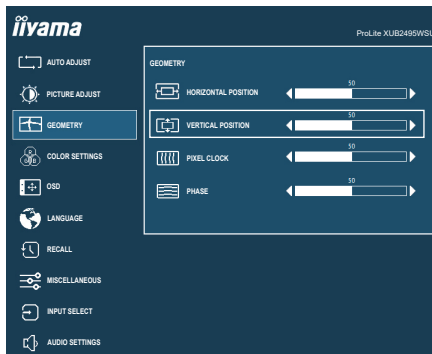 iiyama
ProLite XUB2495WSU
AUTO ADJUST
PICTURE ADJUST
GEOMETRY
COLOR SETTINGS
OSD
LANGUAGE
RECALL
MISCELLANEOUS
INPUT SELECT
AUDIO SETTINGS
GEOMETRY
HORIZONTAL POSITION
50
VERTICAL POSITION
50
PIXEL CLOCK
50
PHASE
50
R
G B